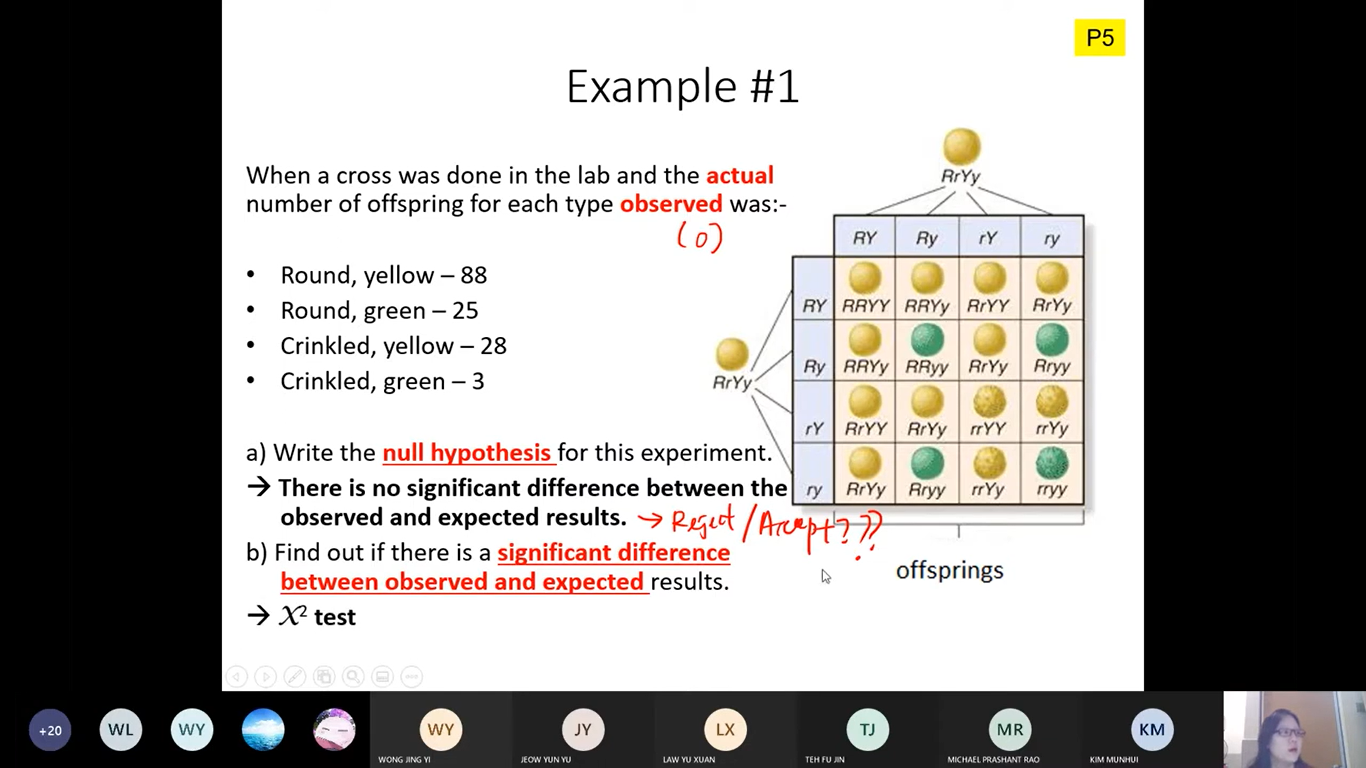 P5
Example #1
When a cross was done in the lab and the actual
number of offspring for each type observed was:-
(O)
• Round, yellow – 88
• Round, green – 25
• Crinkled, yellow – 28
• Crinkled, green – 3
a) Write the null hypothesis for this experiment.
→ There is no significant difference between the
observed and expected results. → Reject / Accept???
b) Find out if there is a significant difference
between observed and expected results.
→ X² test
RrYy
RY Ry rY ry
RY RRYY RRYy RrYY RrYy
RrYy
Ry RRYy RRyy RrYy Rryy
rY RrYY RrYy rrYY rrYy
ry RrYy Rryy rrYy rryy
offsprings
+20 WL WY WY JY LX TJ MR KM
WONG JING YI JEOW YUN YU LAW YU XUAN TEH FU JIN MICHAEL PRASHANT RAO KIM MUNHUI